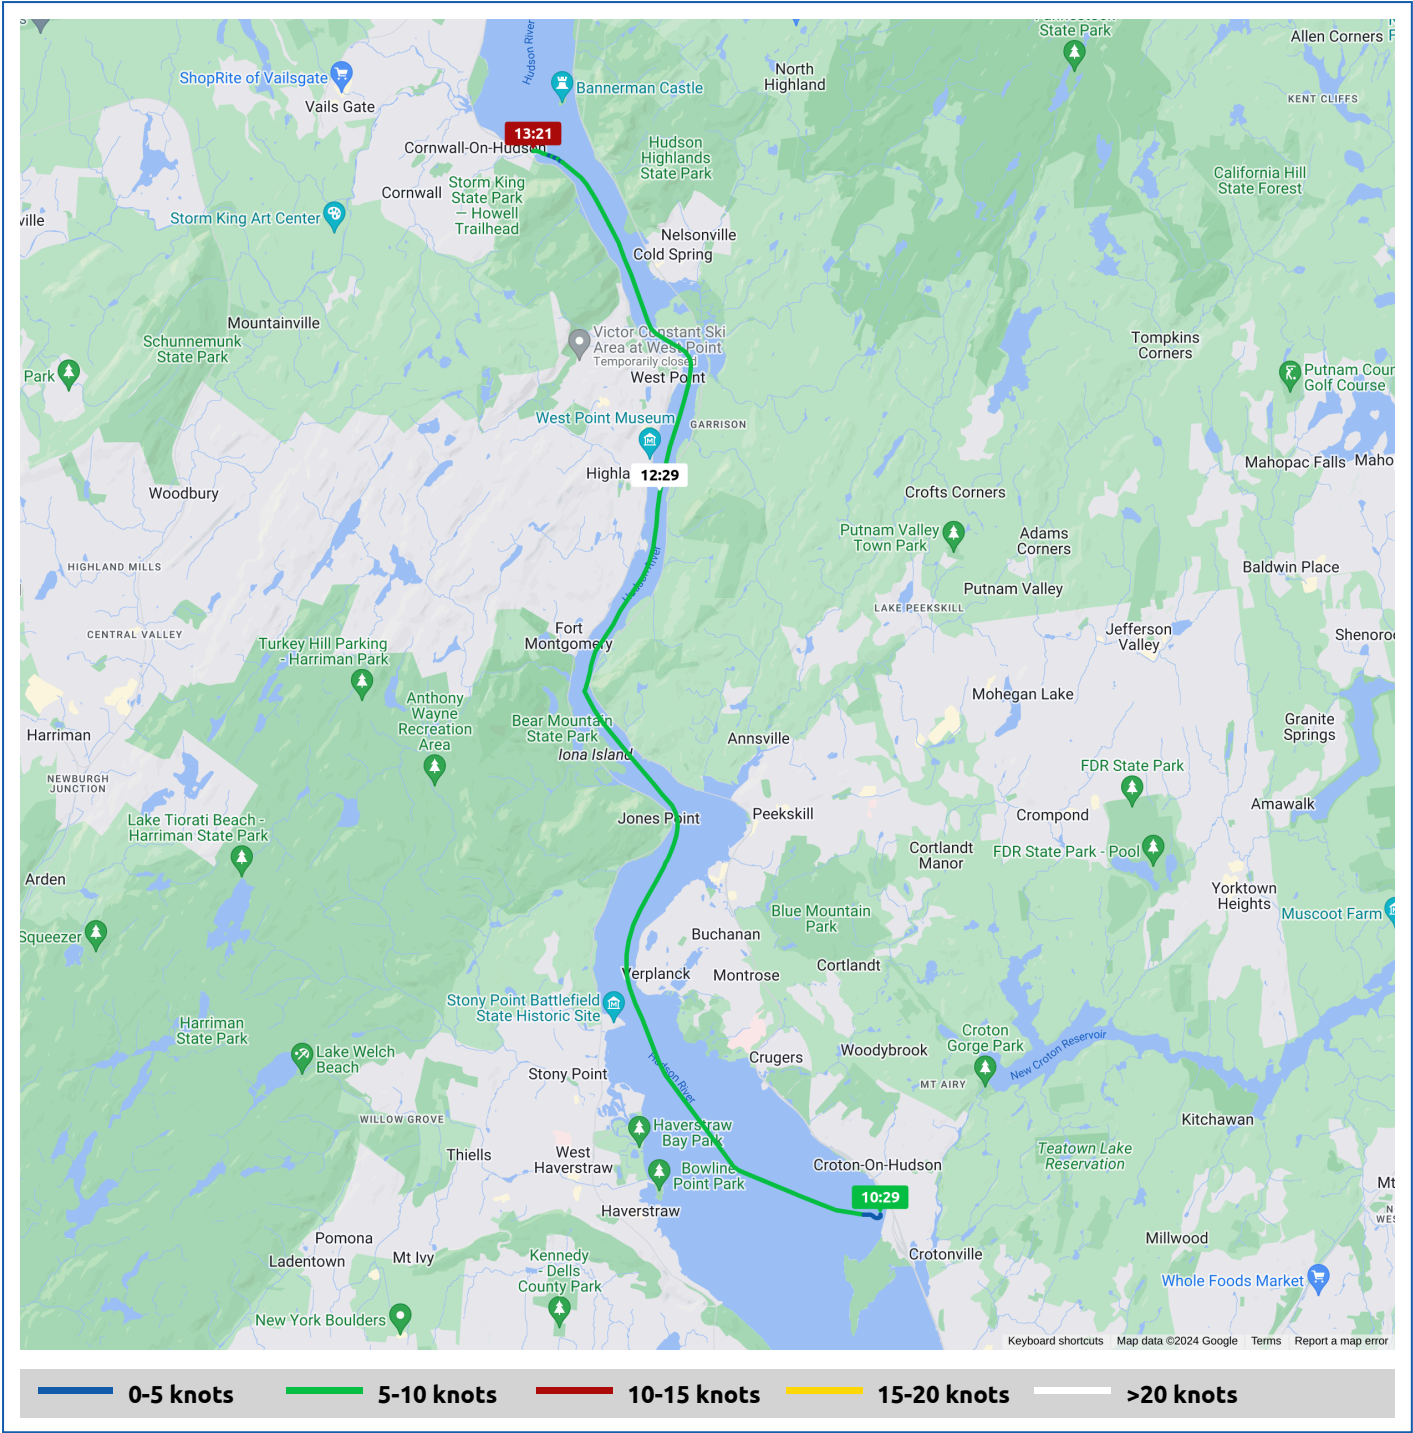 State Park
Allen Corners
Hudson River
ShopRite of Vailsgate
Vails Gate
Bannerman Castle
North
Highland
KENT CLIFFS
13:21
Cornwall-On-Hudson
Hudson
Highlands
State Park
California Hill
State Forest
Cornwall
Storm King
State Park
— Howell
Trailhead
ville
Storm King Art Center
Nelsonville
Cold Spring
Mountainville
Schunnemunk
State Park
Victor Constant Ski
Area at West Point
Temporarily closed
West Point
Tompkins
Corners
Park
Putnam Cour
Golf Course
West Point Museum
GARRISON
Highla
12:29
Mahopac Falls
Maho
Woodbury
Crofts Corners
Putnam Valley
Town Park
Adams
Corners
HIGHLAND MILLS
Hudson River
Baldwin Place
Putnam Valley
LAKE PEEKSKILL
CENTRAL VALLEY
Fort
Montgomery
Jefferson
Valley
Shenoro
Turkey Hill Parking
- Harriman Park
Anthony
Wayne
Recreation
Area
Mohegan Lake
Bear Mountain
State Park
Iona Island
Annsville
Granite
Springs
Harriman
NEWBURGH
JUNCTION
FDR State Park
Lake Tiorati Beach -
Harriman State Park
Jones Point
Peekskill
Crompond
Amawalk
Cortlandt
Manor
FDR State Park - Pool
Arden
Yorktown
Heights
Blue Mountain
Park
Muscoot Farm
Squeezer
Buchanan
Verplanck
Montrose
Cortlandt
Stony Point Battlefield
State Historic Site
Harriman
State Park
Croton
Gorge Park
New Croton Reservoir
Lake Welch
Beach
Hudson River
Crugers
Woodybrook
Stony Point
MT AIRY
WILLOW GROVE
Haverstraw
Bay Park
Kitchawan
Thiells
West
Haverstraw
Bowline
Point Park
Croton-On-Hudson
Teatown Lake
Reservation
10:29
Haverstraw
Mt
N
WES
Pomona
Ladentown
Mt Ivy
Kennedy
- Dells
County Park
Crotonville
Millwood
Whole Foods Market
New York Boulders
Keyboard shortcuts
Map data ©2024 Google
Terms
Report a map error
0-5 knots
5-10 knots
10-15 knots
15-20 knots
>20 knots